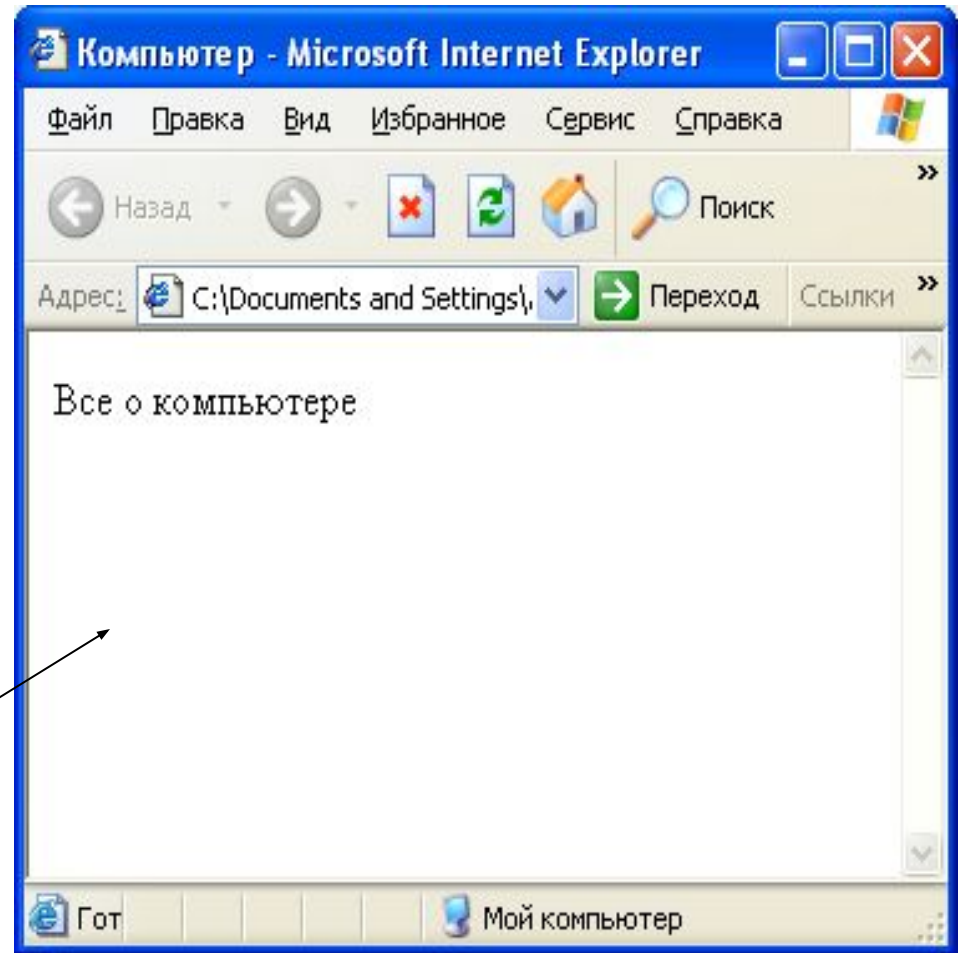 Компьютер - Microsoft Internet Explorer
Файл Правка Вид Избранное Сервис Справка
Назад Поиск »
Адрес: C:\Documents and Settings\, Переход Ссылки »
Все о компьютере
Гот Мой компьютер